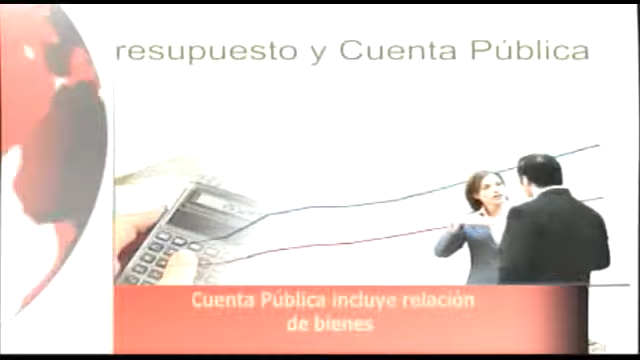 resupuesto y Cuenta Pública
Cuenta Pública incluye relación
de bienes